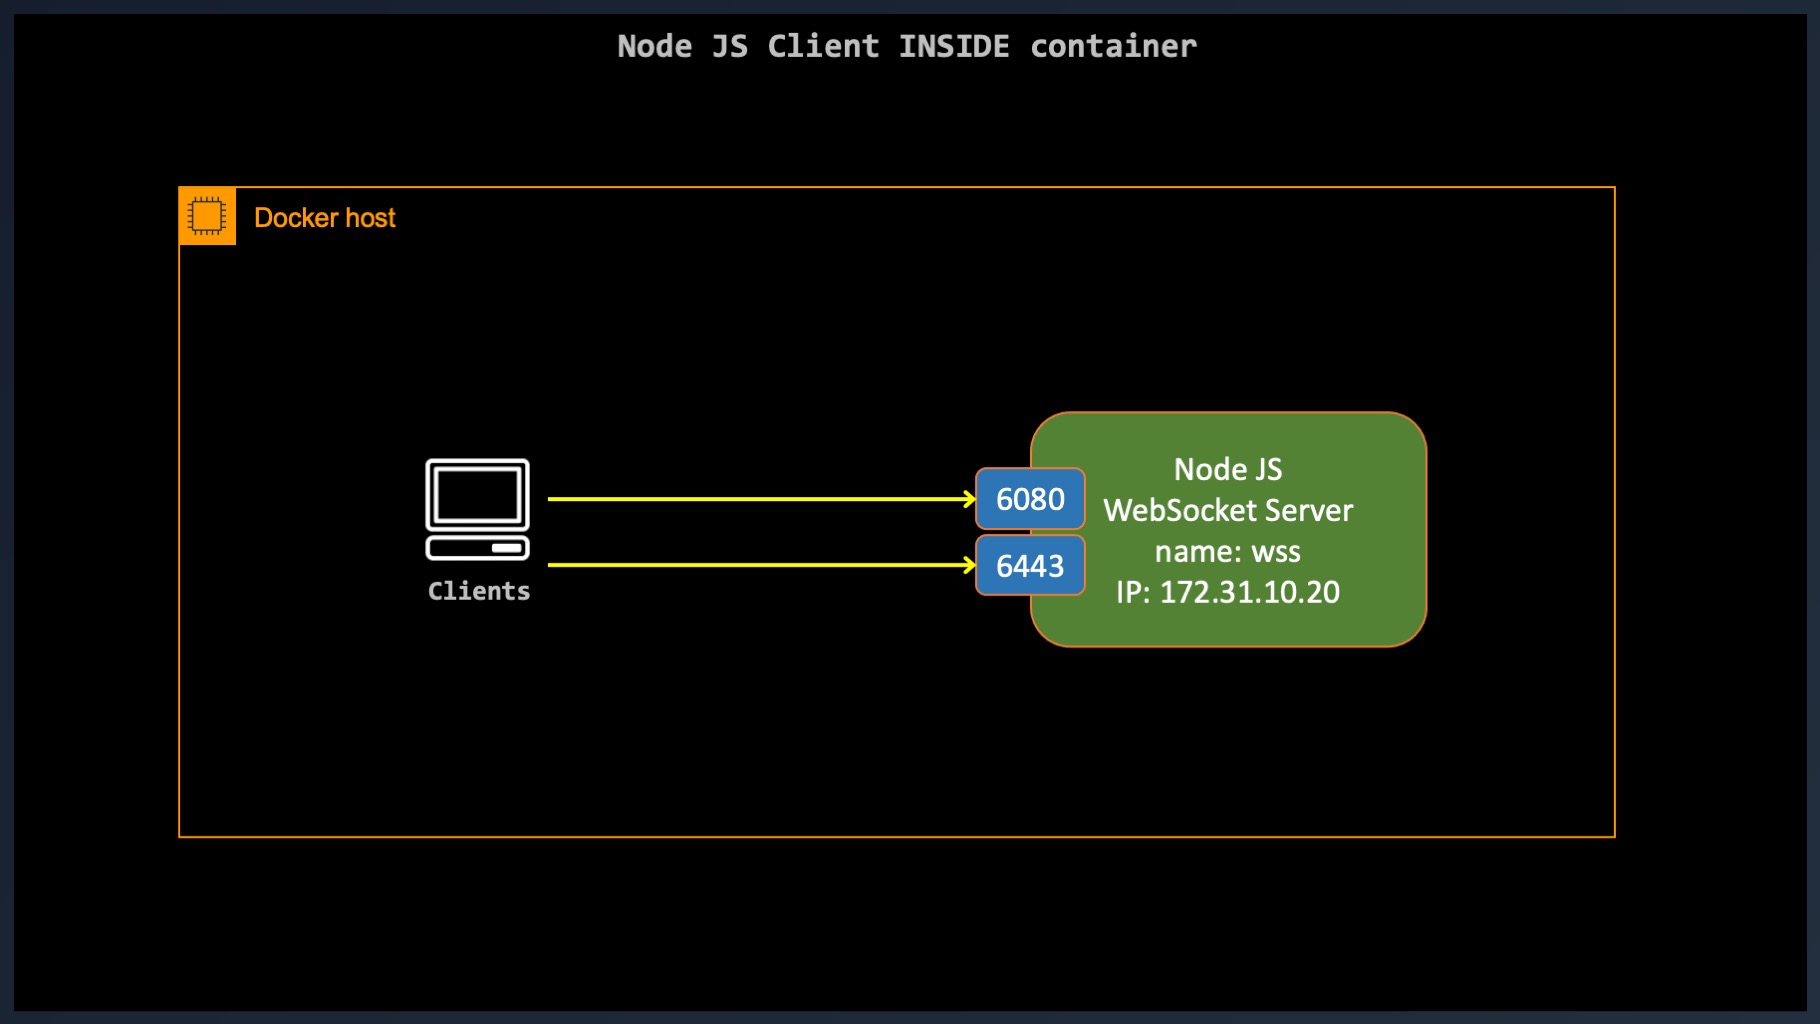 Node JS Client INSIDE container
Docker host
Clients
6080
6443
Node JS
WebSocket Server
name: wss
IP: 172.31.10.20